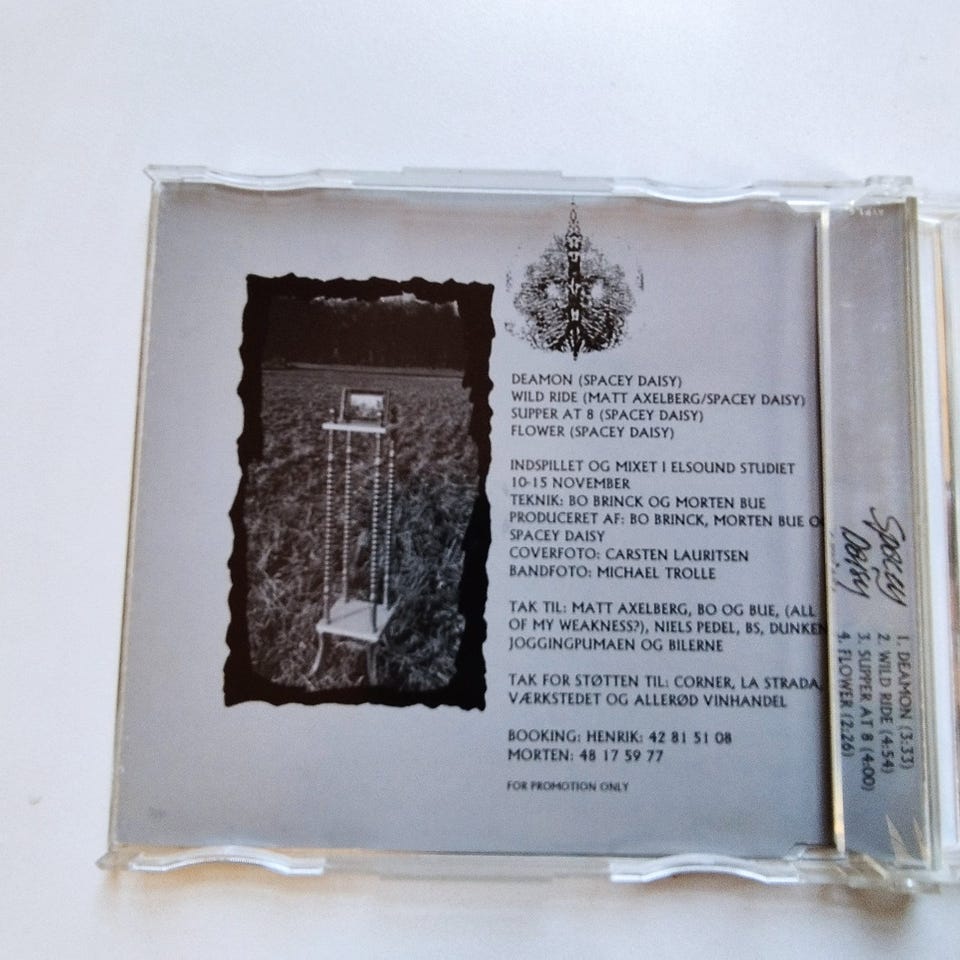 DEAMON (SPACEY DAISY)
WILD RIDE (MATT AXELBERG/SPACEY DAISY)
SUPPER AT 8 (SPACEY DAISY)
FLOWER (SPACEY DAISY)
INDSPILLET OG MIXET I ELSOUND STUDIET
10-15 NOVEMBER
TEKNIK: BO BRINCK OG MORTEN BUE
PRODUCERET AF: BO BRINCK, MORTEN BUE O
SPACEY DAISY
COVERFOTO: CARSTEN LAURITSEN
BANDFOTO: MICHAEL TROLLE
TAK TIL: MATT AXELBERG, BO OG BUE, (ALL
OF MY WEAKNESS?), NIELS PEDEL, BS, DUNKEN
JOGGINGPUMAEN OG BILERNE
TAK FOR STØTTEN TIL: CORNER, LA STRADA,
VÆRKSTEDET OG ALLERØD VINHANDEL
BOOKING: HENRIK: 42 81 51 08
MORTEN: 48 17 59 77
FOR PROMOTION ONLY
Spacey
Daisy
1. DEAMON (3:33)
2. WILD RIDE (4:54)
3. SUPPER AT 8 (4:00)
4. FLOWER (2:26)